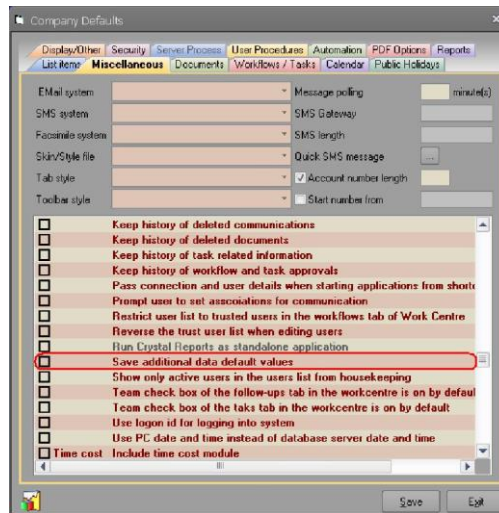 Company Defaults
Display/Other Security Server Process User Procedures Automation PDF Options Reports
List items Miscellaneous Documents Workflows / Tasks Calendar Public Holidays
EMail system Message polling minute(s)
SMS system SMS Gateway
Facsimile system SMS length
Skin/Style file Quick SMS message ...
Tab style Account number length
Toolbar style Start number from
Keep history of deleted communications
Keep history of deleted documents
Keep history of task related information
Keep history of workflow and task approvals
Pass connection and user details when starting applications from shortc
Prompt user to set asscoiations for communication
Restrict user list to trusted users in the workflows tab of Work Centre
Reverse the trust user list when editing users
Run Crystal Reports as standalone application
Save additional data default values
Show only active users in the users list from housekeeping
Team check box of the follow-ups tab in the workcentre is on by defaul
Team check box of the taks tab in the workcentre is on by default
Use logon id for logging into system
Use PC date and time instead of database server date and time
Time cost Include time cost module
Save Exit